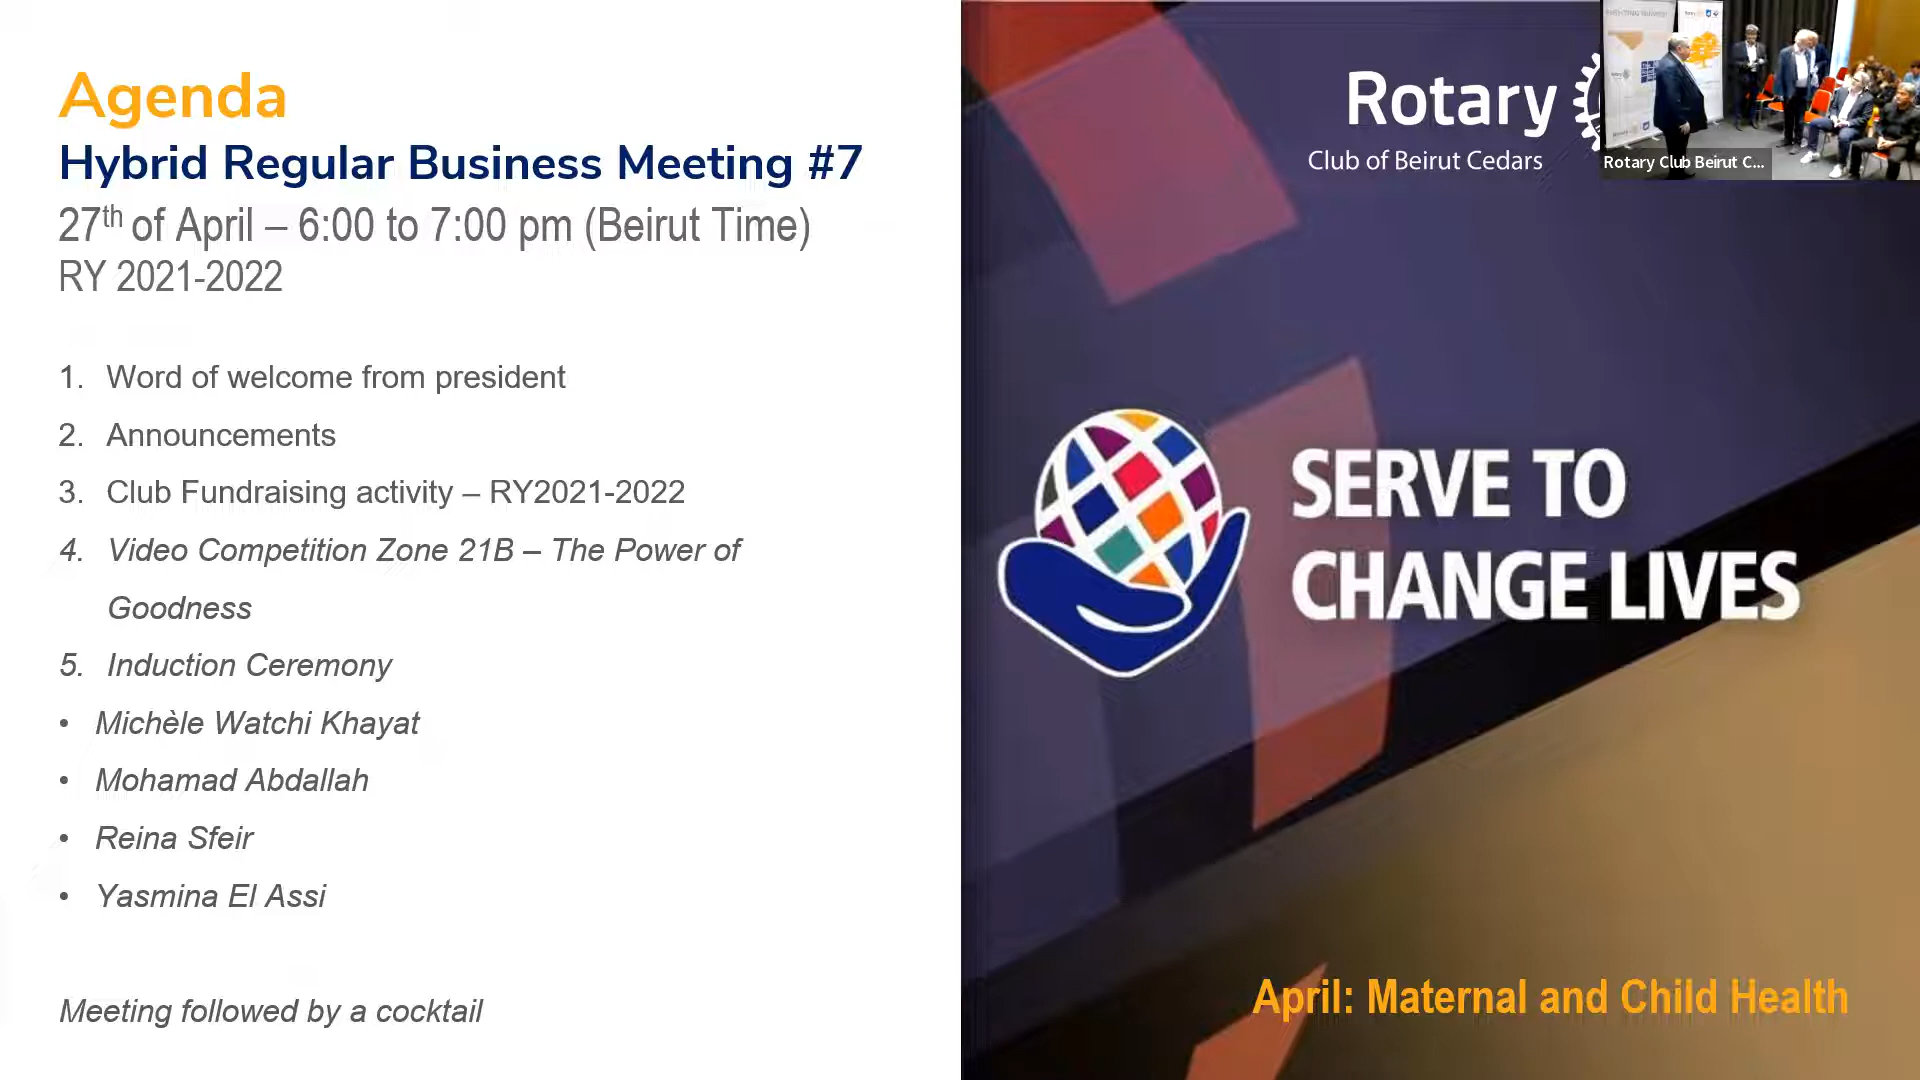 Agenda
Hybrid Regular Business Meeting #7
27th of April – 6:00 to 7:00 pm (Beirut Time)
RY 2021-2022
1. Word of welcome from president
2. Announcements
3. Club Fundraising activity – RY2021-2022
4. Video Competition Zone 21B – The Power of
Goodness
5. Induction Ceremony
• Michèle Watchi Khayat
• Mohamad Abdallah
• Reina Sfeir
• Yasmina El Assi
Meeting followed by a cocktail
Rotary
Club of Beirut Cedars
Rotary Club Beirut C...
SERVE TO
CHANGE LIVES
April: Maternal and Child Health